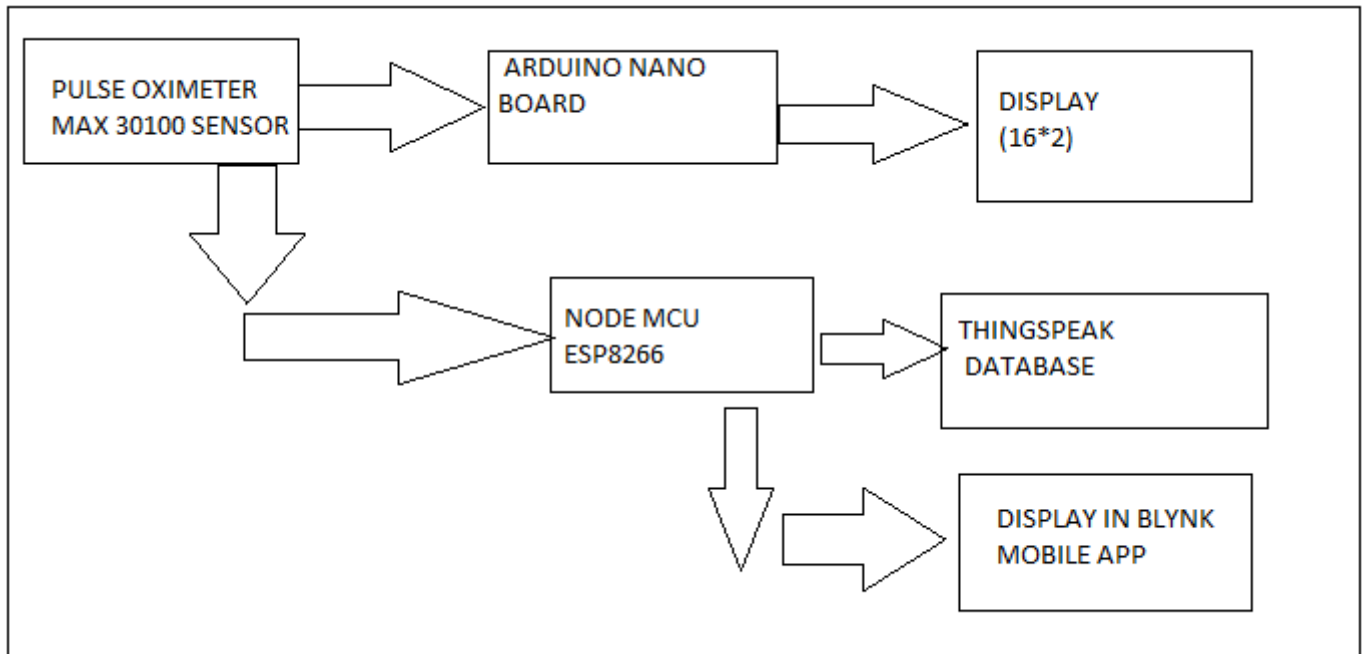 PULSE OXIMETER
MAX 30100 SENSOR
ARDUINO NANO
BOARD
DISPLAY
(16*2)
NODE MCU
ESP8266
THINGSPEAK
DATABASE
DISPLAY IN BLYNK
MOBILE APP